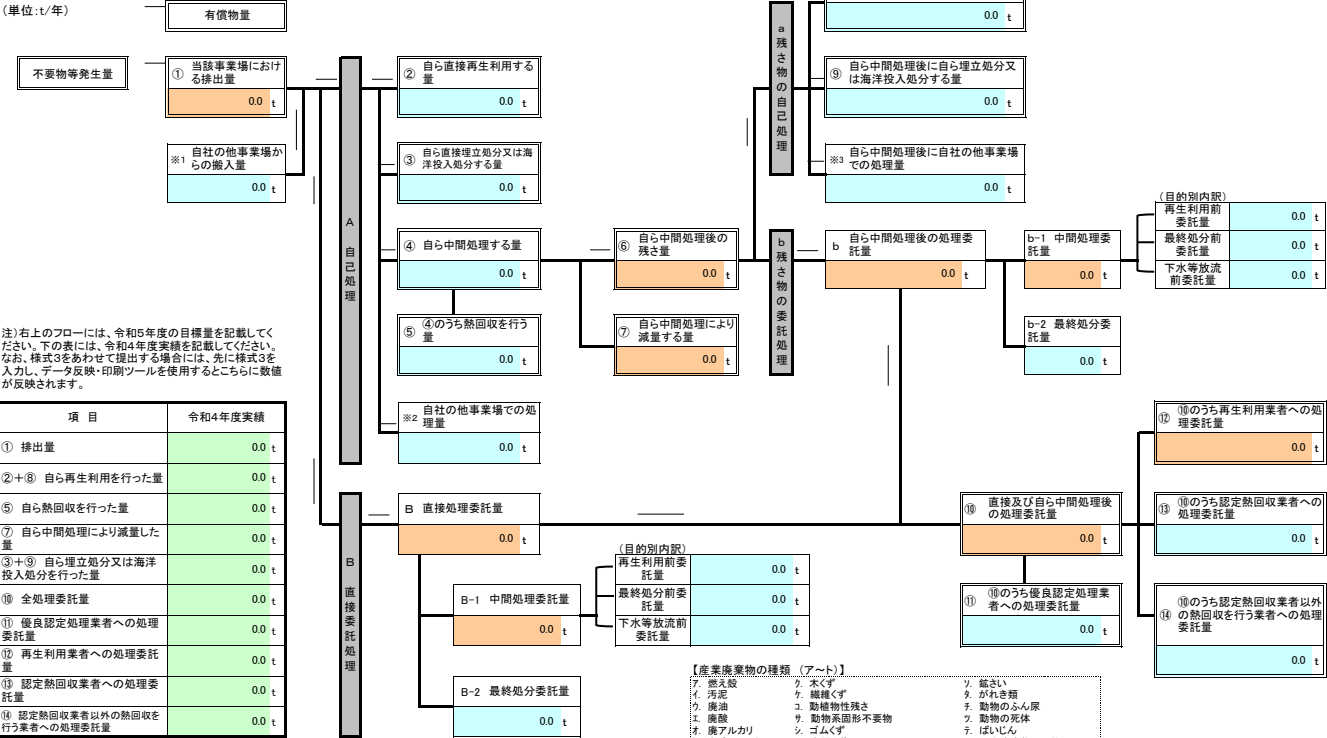 (単位:t/年)
有償物量
不要物等発生量
① 当該事業場におけ
る排出量
0.0 t
※1 自社の他事業場か
らの搬入量
0.0 t
A 自己処理
② 自ら直接再生利用する
量
0.0 t
③ 自ら直接埋立処分又は海
洋投入処分する量
0.0 t
④ 自ら中間処理する量
0.0 t
⑤ ④のうち熱回収を行う
量
0.0 t
※2 自社の他事業場での処
理量
0.0 t
⑥ 自ら中間処理後の
残さ量
0.0 t
⑦ 自ら中間処理により
減量する量
0.0 t
a 残さ物の自己処理
0.0 t
⑨ 自ら中間処理後に自ら埋立処分又
は海洋投入処分する量
0.0 t
※3 自ら中間処理後に自社の他事業場
での処理量
0.0 t
b 残さ物の委託処理
b 自ら中間処理後の処理委
託量
0.0 t
b-1 中間処理委
託量
0.0 t
(目的別内訳)
再生利用前
委託量
0.0 t
最終処分前
委託量
0.0 t
下水等放流
前委託量
0.0 t
b-2 最終処分委
託量
0.0 t
注)右上のフローには、令和5年度の目標量を記載してく
ださい。下の表には、令和4年度実績を記載してください。
なお、様式3をあわせて提出する場合には、先に様式3を
入力し、データ反映・印刷ツールを使用するとこちらに数値
が反映されます。
項 目 令和4年度実績
① 排出量 0.0 t
②+⑧ 自ら再生利用を行った量 0.0 t
⑤ 自ら熱回収を行った量 0.0 t
⑦ 自ら中間処理により減量した
量 0.0 t
③+⑨ 自ら埋立処分又は海洋
投入処分を行った量 0.0 t
⑩ 全処理委託量 0.0 t
⑪ 優良認定処理業者への処理
委託量 0.0 t
⑫ 再生利用業者への処理委託
量 0.0 t
⑬ 認定熱回収業者への処理委
託量 0.0 t
⑭ 認定熱回収業者以外の熱回収を
行う業者への処理委託量 0.0 t
B 直接委託処理
B 直接処理委託量
0.0 t
B-1 中間処理委託量
0.0 t
(目的別内訳)
再生利用前委
託量
0.0 t
最終処分前委
託量
0.0 t
下水等放流前
委託量
0.0 t
B-2 最終処分委託量
0.0 t
⑩ 直接及び自ら中間処理後
の処理委託量
0.0 t
⑪ ⑩のうち優良認定処理業
者への処理委託量
0.0 t
⑫ ⑩のうち再生利用業者への処
理委託量
0.0 t
⑬ ⑩のうち認定熱回収業者への
処理委託量
0.0 t
⑭ ⑩のうち認定熱回収業者以外
の熱回収を行う業者への処理
委託量
0.0 t
【産業廃棄物の種類 (ア~ト)】
ア. 燃え殻 ク. 木くず ソ. 鉱さい
イ. 汚泥 ケ. 繊維くず タ. がれき類
ウ. 廃油 コ. 動植物性残さ チ. 動物のふん尿
エ. 廃酸 サ. 動物系固形不要物 ツ. 動物の死体
オ. 廃アルカリ シ. ゴムくず テ. ばいじん